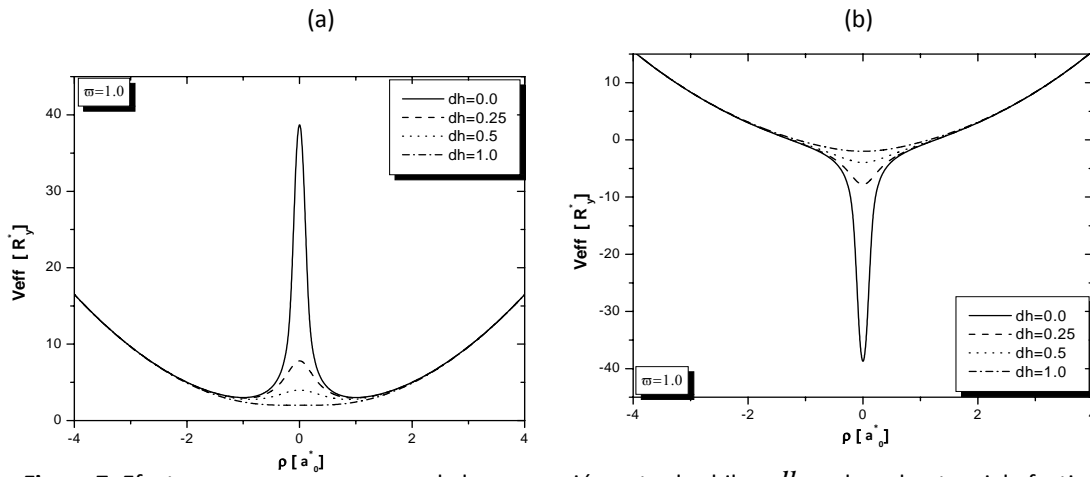 (a)
ϖ=1.0
dh=0.0
dh=0.25
dh=0.5
dh=1.0
Veff [ R*y ]
40
30
20
10
0
-4 -2 0 2 4
ρ [ a*0 ]
(b)
10
0
-10
-20
-30
-40
Veff [ R*y ]
dh=0.0
dh=0.25
dh=0.5
dh=1.0
ϖ=1.0
-4 -2 0 2 4
ρ [ a*0 ]